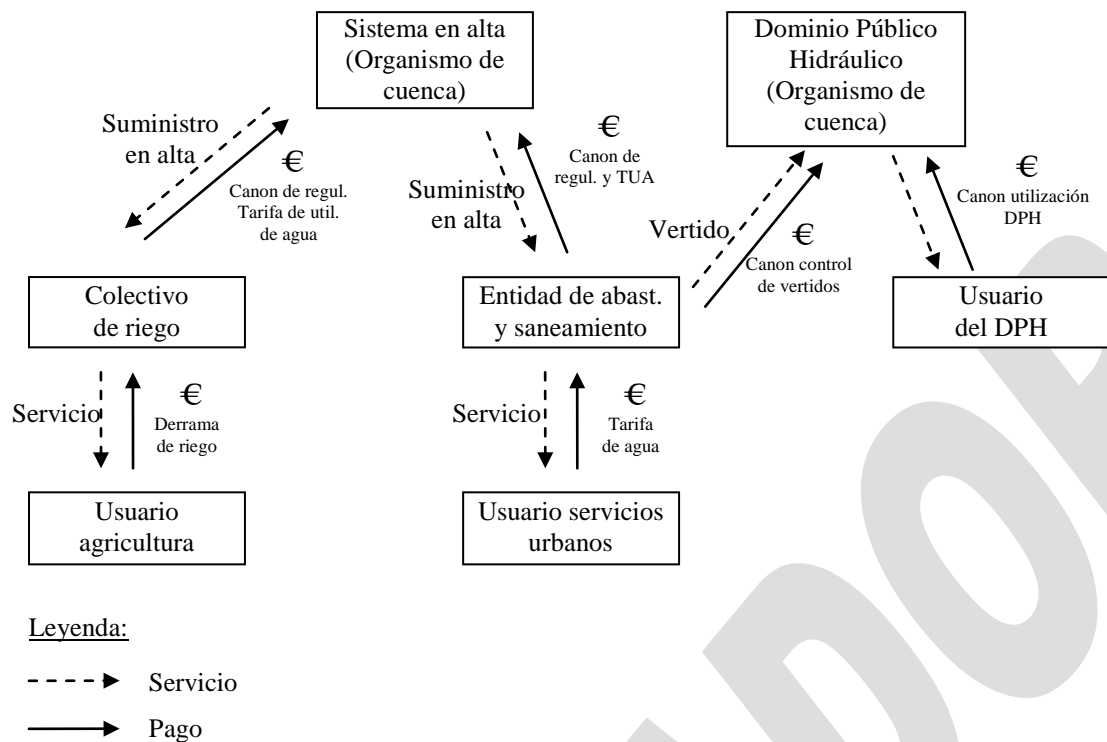 Sistema en alta
(Organismo de
cuenca)
Dominio Público
Hidráulico
(Organismo de
cuenca)
Suministro
en alta
€
Canon de regul.
Tarifa de util.
de agua
Suministro
en alta
€
Canon de
regul. y TUA
Vertido
€
Canon control
de vertidos
€
Canon utilización
DPH
Colectivo
de riego
Entidad de abast.
y saneamiento
Usuario
del DPH
Servicio
€
Derrama
de riego
Servicio
€
Tarifa
de agua
Usuario
agricultura
Usuario servicios
urbanos
Leyenda:
Servicio
Pago